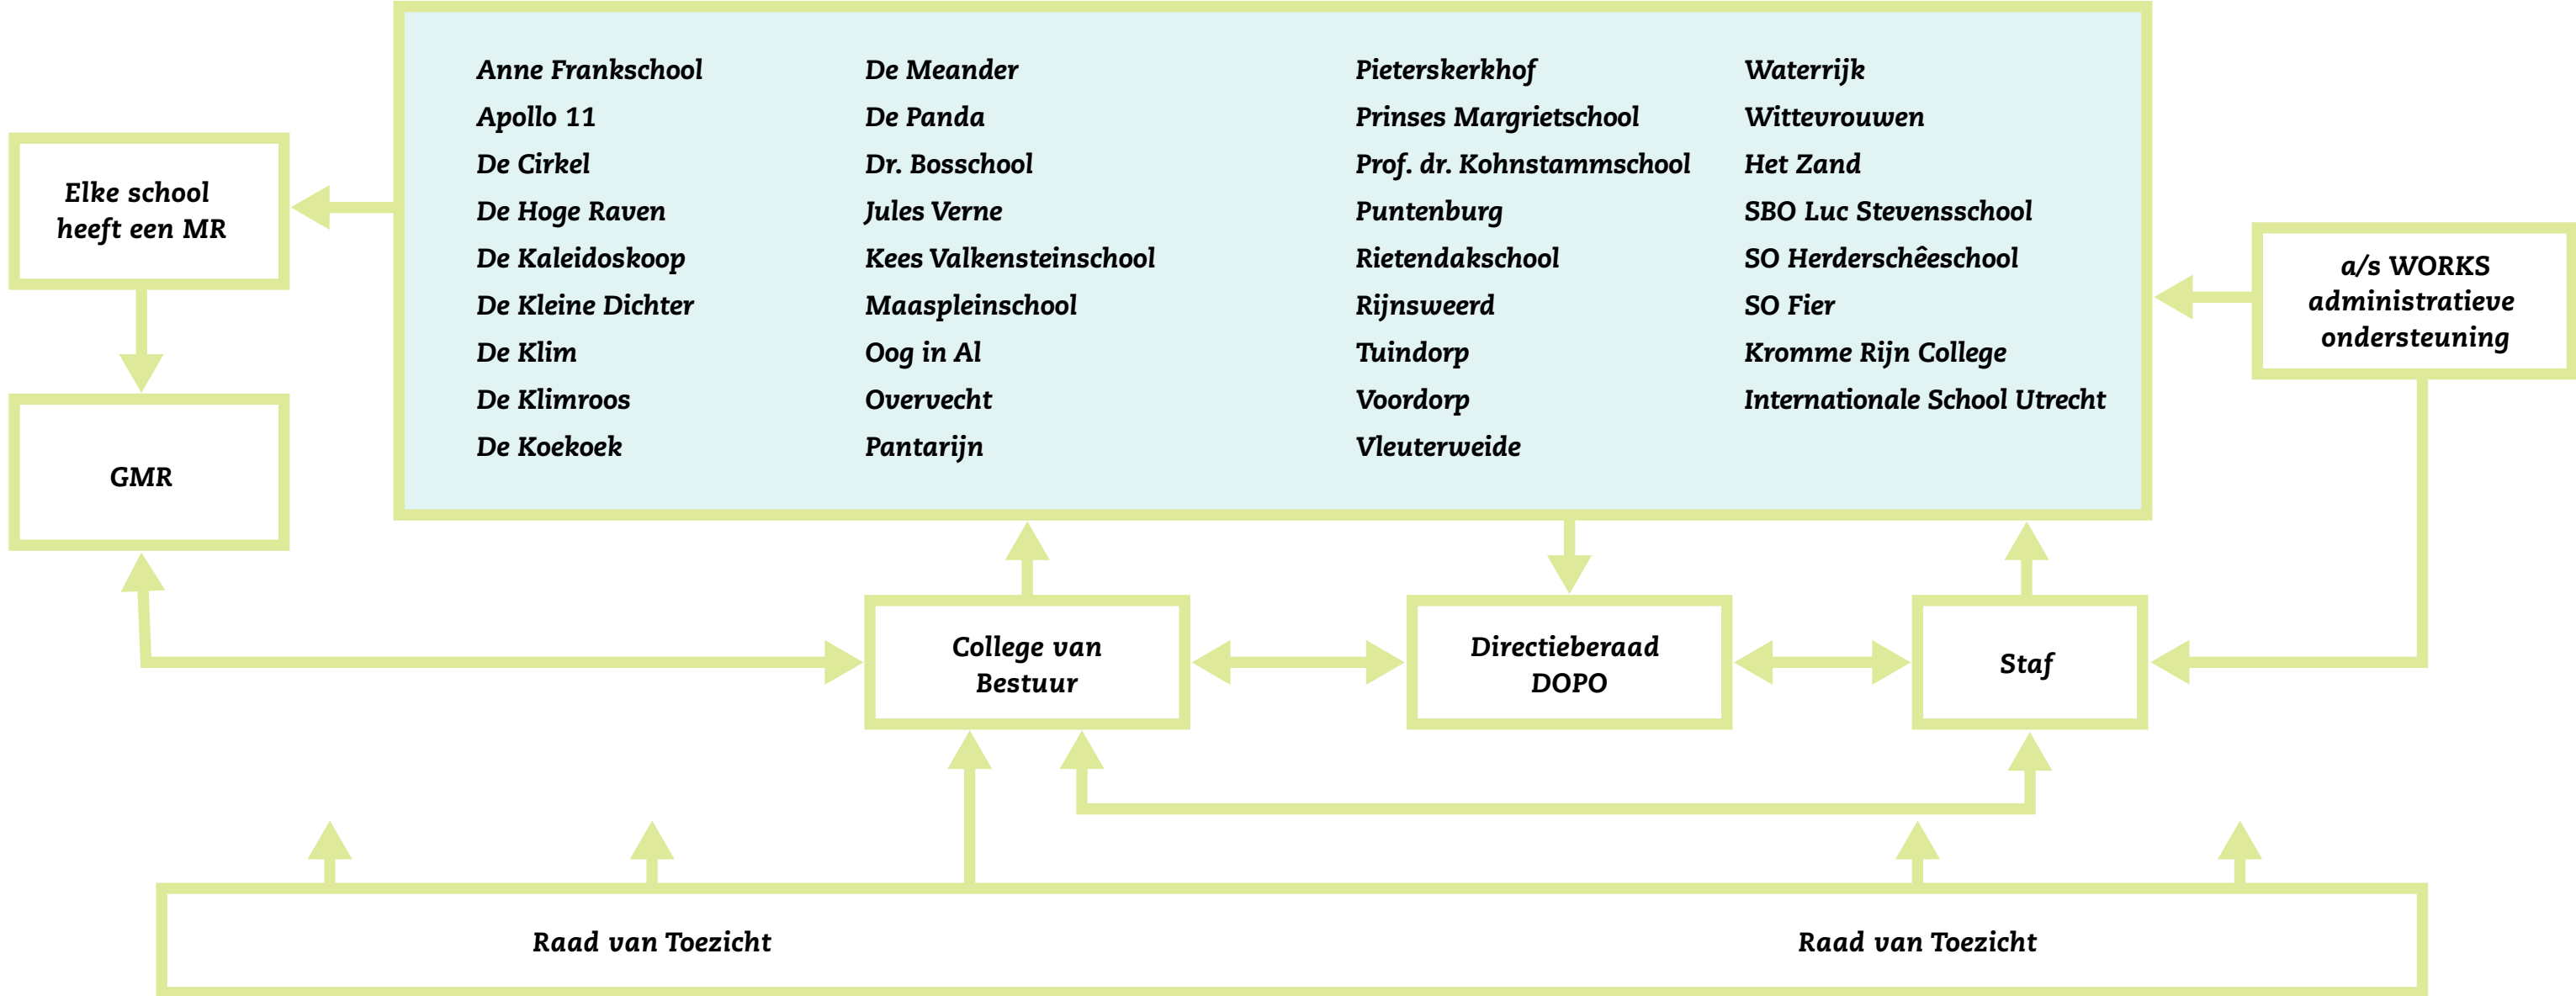 Anne Frankschool
Apollo 11
De Cirkel
De Hoge Raven
De Kaleidoskoop
De Kleine Dichter
De Klim
De Klimroos
De Koekoek
De Meander
De Panda
Dr. Bosschool
Jules Verne
Kees Valkensteinschool
Maaspleinschool
Oog in Al
Overvecht
Pantarijn
Pieterskerkhof
Prinses Margrietschool
Prof. dr. Kohnstammschool
Puntenburg
Rietendakschool
Rijnsweerd
Tuindorp
Voordorp
Vleuterweide
Waterrijk
Wittevrouwen
Het Zand
SBO Luc Stevensschool
SO Herderschêeschool
SO Fier
Kromme Rijn College
Internationale School Utrecht
Elke school
heeft een MR
GMR
a/s WORKS
administratieve
ondersteuning
College van
Bestuur
Directieberaad
DOPO
Staf
Raad van Toezicht
Raad van Toezicht